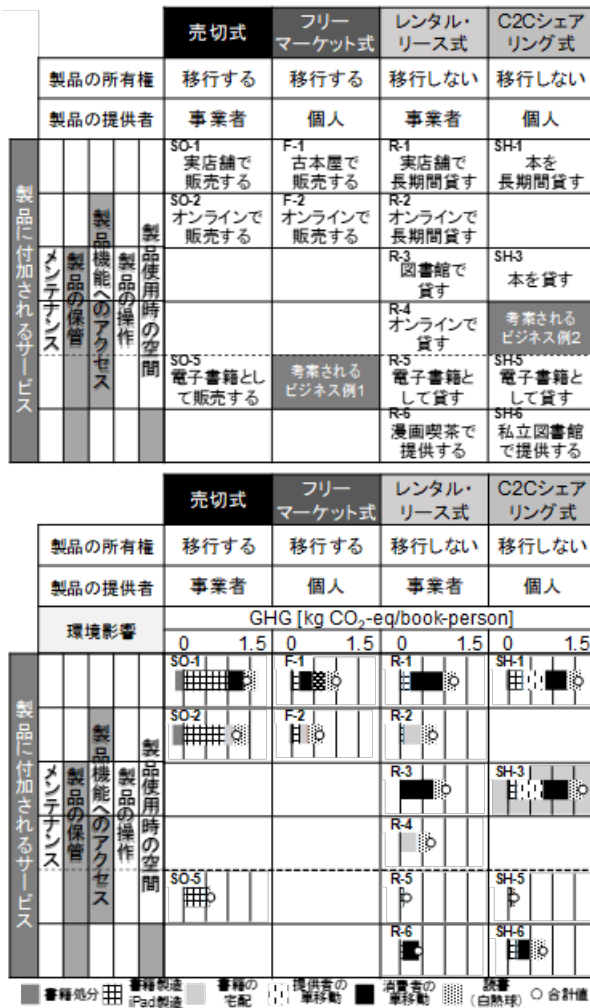 売切式
フリー
マーケット式
レンタル・
リース式
C2Cシェア
リング式
製品の所有権
移行する
移行する
移行しない
移行しない
製品の提供者
事業者
個人
事業者
個人
製品に付加されるサービス
メンテナンス
製品の保管
製品機能へのアクセス
製品の操作
製品使用時の空間
SO-1
実店舗で
販売する
F-1
古本屋で
販売する
R-1
実店舗で
長期間貸す
SH-1
本を
長期間貸す
SO-2
オンラインで
販売する
F-2
オンラインで
販売する
R-2
オンラインで
長期間貸す
R-3
図書館で
貸す
SH-3
本を貸す
R-4
オンラインで
貸す
考案される
ビジネス例2
SO-5
電子書籍とし
て販売する
考案される
ビジネス例1
R-5
電子書籍と
して貸す
SH-5
電子書籍と
して貸す
R-6
漫画喫茶で
提供する
SH-6
私立図書館
で提供する
売切式
フリー
マーケット式
レンタル・
リース式
C2Cシェア
リング式
製品の所有権
移行する
移行する
移行しない
移行しない
製品の提供者
事業者
個人
事業者
個人
環境影響
GHG [kg CO₂-eq/book-person]
0 1.5 0 1.5 0 1.5 0 1.5
製品に付加されるサービス
メンテナンス
製品の保管
製品機能へのアクセス
製品の操作
製品使用時の空間
SO-1
F-1
R-1
SH-1
SO-2
F-2
R-2
R-3
SH-3
R-4
SO-5
R-5
SH-5
R-6
SH-6
書籍処分
書籍製造
iPad製造
書籍の
宅配
提供者の
車移動
消費者の
車移動
読書
(白熱球)
合計値